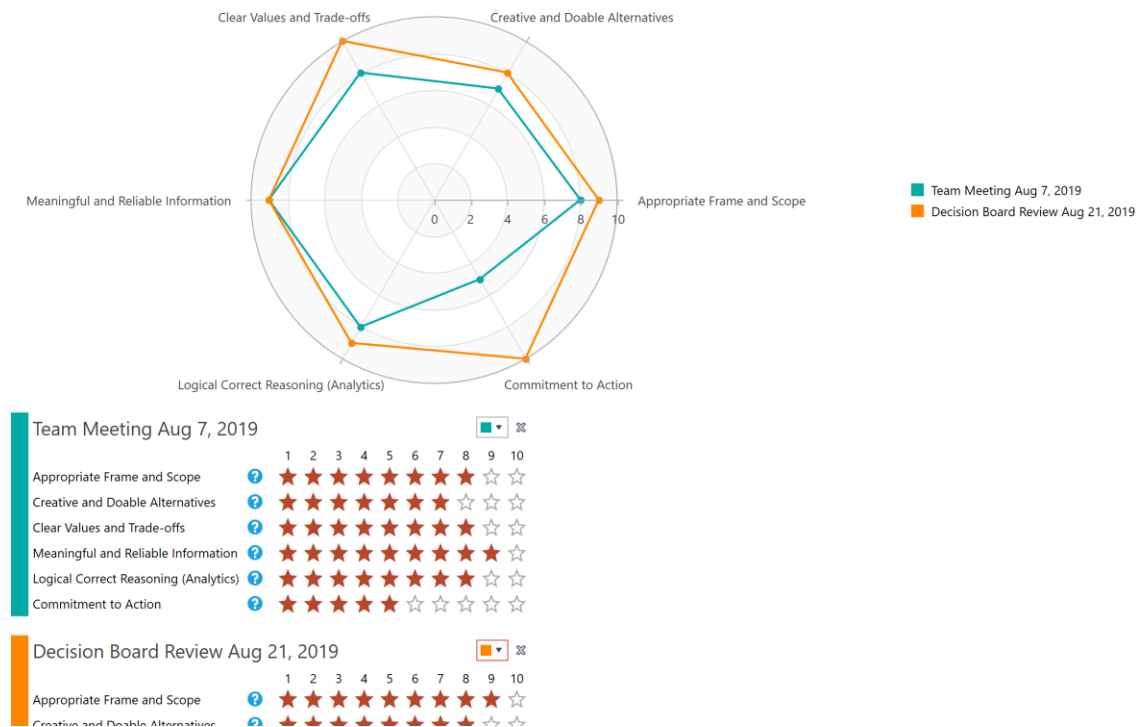 Clear Values and Trade-offs
Creative and Doable Alternatives
Meaningful and Reliable Information
Appropriate Frame and Scope
0 2 4 6 8 10
Logical Correct Reasoning (Analytics)
Commitment to Action
Team Meeting Aug 7, 2019
Decision Board Review Aug 21, 2019
Team Meeting Aug 7, 2019
1 2 3 4 5 6 7 8 9 10
Appropriate Frame and Scope ?
Creative and Doable Alternatives ?
Clear Values and Trade-offs ?
Meaningful and Reliable Information ?
Logical Correct Reasoning (Analytics) ?
Commitment to Action ?
Decision Board Review Aug 21, 2019
1 2 3 4 5 6 7 8 9 10
Appropriate Frame and Scope ?
Creative and Doable Alternatives ?